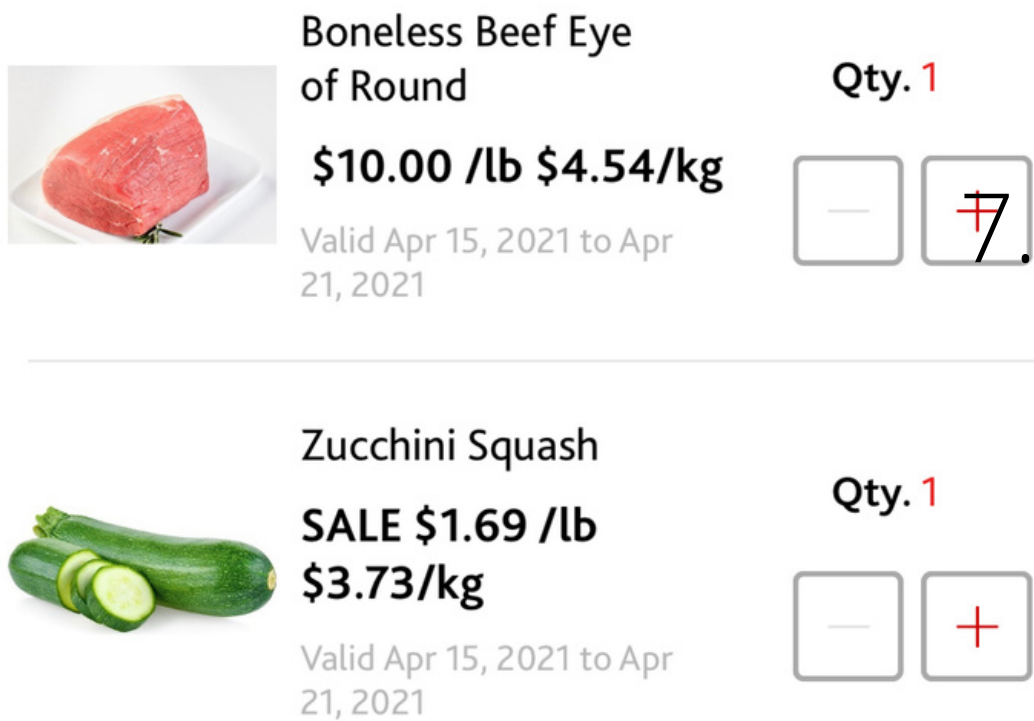 Boneless Beef Eye
of Round
Qty. 1
$10.00 /lb $4.54/kg
7.
Valid Apr 15, 2021 to Apr
21, 2021
Zucchini Squash
Qty. 1
SALE $1.69 /lb
$3.73/kg
Valid Apr 15, 2021 to Apr
21, 2021